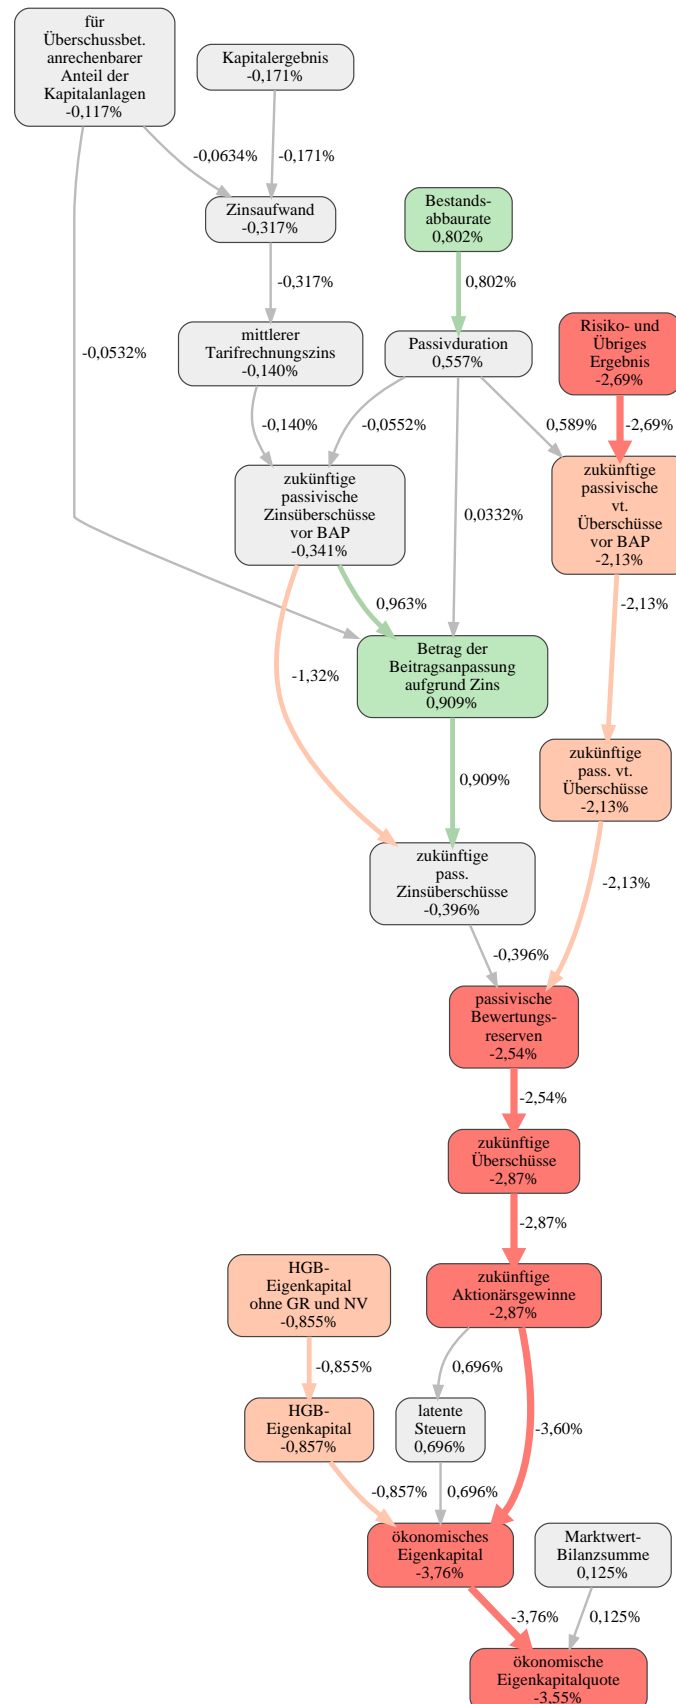 für
Überschussbet.
anrechenbarer
Anteil der
Kapitalanlagen
-0,117%
Kapitalergebnis
-0,171%
-0,0634%
-0,171%
Zinsaufwand
-0,317%
Bestands-
abbaurate
0,802%
-0,317%
0,802%
-0,0532%
mittlerer
Tarifrechnungszins
-0,140%
Passivduration
0,557%
Risiko- und
Übriges
Ergebnis
-2,69%
-0,140%
-0,0552%
0,0332%
0,589%
-2,69%
zukünftige
passivische
Zinsüberschüsse
vor BAP
-0,341%
zukünftige
passivische
vt.
Überschüsse
vor BAP
-2,13%
0,963%
-1,32%
-2,13%
Betrag der
Beitragsanpassung
aufgrund Zins
0,909%
0,909%
zukünftige
pass. vt.
Überschüsse
-2,13%
zukünftige
pass.
Zinsüberschüsse
-0,396%
-2,13%
-0,396%
passivische
Bewertungs-
reserven
-2,54%
-2,54%
zukünftige
Überschüsse
-2,87%
-2,87%
HGB-
Eigenkapital
ohne GR und NV
-0,855%
zukünftige
Aktionärsgewinne
-2,87%
-0,855%
0,696%
-3,60%
HGB-
Eigenkapital
-0,857%
latente
Steuern
0,696%
-0,857%
0,696%
ökonomisches
Eigenkapital
-3,76%
Marktwert-
Bilanzsumme
0,125%
-3,76%
0,125%
ökonomische
Eigenkapitalquote
-3,55%